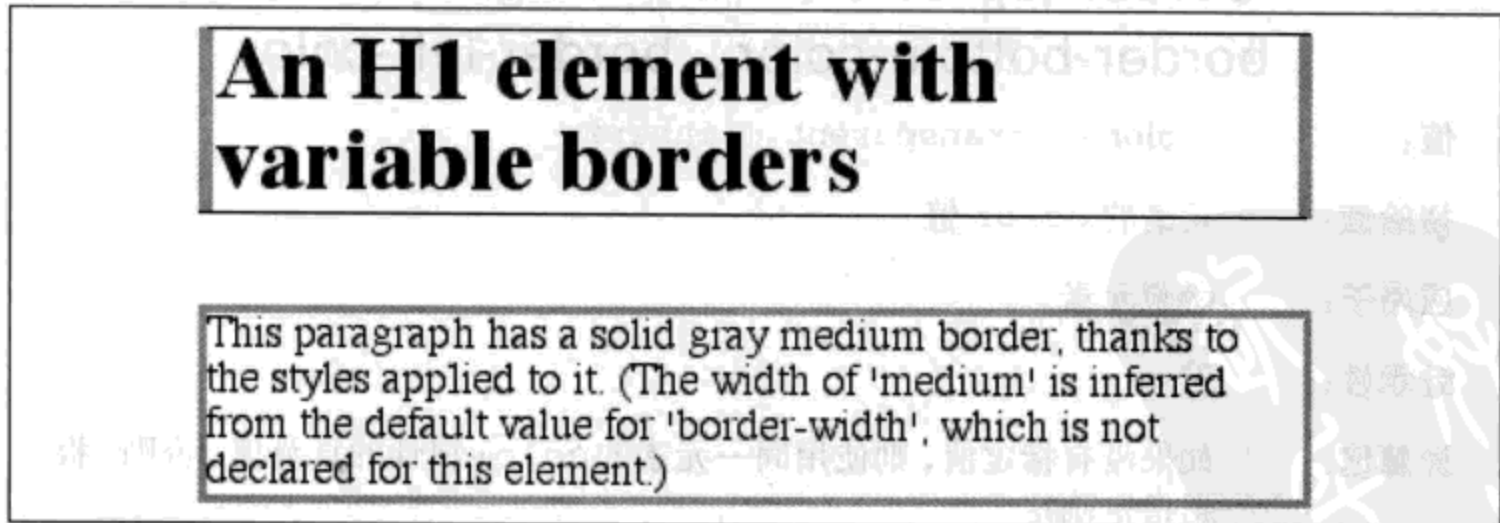 An H1 element with
variable borders
This paragraph has a solid gray medium border, thanks to
the styles applied to it. (The width of 'medium' is inferred
from the default value for 'border-width', which is not
declared for this element.)